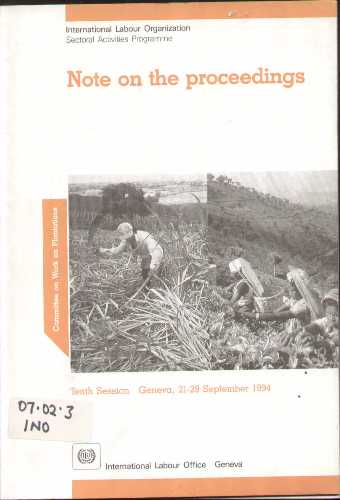 International Labour Organization
Sectoral Activities Programme
Note on the proceedings
Committee on Work on Plantations
Tenth Session Geneva, 21-29 September 1994
07.02.3
INO
International Labour Office Geneva